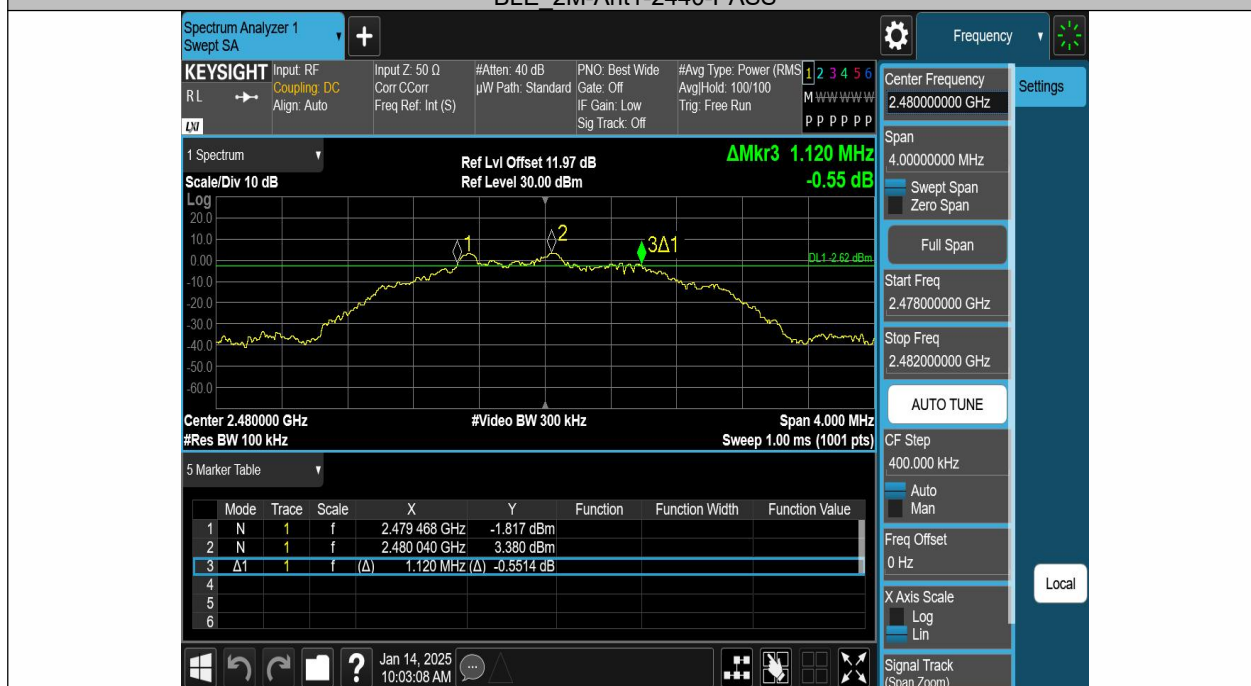 Spectrum Analyzer 1
Swept SA
+
Frequency
KEYSIGHT
RL
LXI
Input: RF
Coupling: DC
Align: Auto
Input Z: 50 Ω
Corr CCorr
Freq Ref: Int (S)
#Atten: 40 dB
µW Path: Standard
PNO: Best Wide
Gate: Off
IF Gain: Low
Sig Track: Off
#Avg Type: Power (RMS
Avg|Hold: 100/100
Trig: Free Run
1 2 3 4 5 6
M W W W W W
P P P P P P
1 Spectrum
Scale/Div 10 dB
Ref Lvl Offset 11.97 dB
Ref Level 30.00 dBm
ΔMkr3 1.120 MHz
-0.55 dB
Log
20.0
10.0
0.00
-10.0
-20.0
-30.0
-40.0
-50.0
-60.0
1
2
3Δ1
DL1 -2.62 dBm
Center 2.480000 GHz
#Video BW 300 kHz
Span 4.000 MHz
#Res BW 100 kHz
Sweep 1.00 ms (1001 pts)
5 Marker Table
Mode Trace Scale X Y Function Function Width Function Value
1 N 1 f 2.479 468 GHz -1.817 dBm
2 N 1 f 2.480 040 GHz 3.380 dBm
3 Δ1 1 f (Δ) 1.120 MHz (Δ) -0.5514 dB
4
5
6
Jan 14, 2025
10:03:08 AM
Center Frequency
2.480000000 GHz
Settings
Span
4.00000000 MHz
Swept Span
Zero Span
Full Span
Start Freq
2.478000000 GHz
Stop Freq
2.482000000 GHz
AUTO TUNE
CF Step
400.000 kHz
Auto
Man
Freq Offset
0 Hz
X Axis Scale
Log
Lin
Local
Signal Track
(Span Zoom)